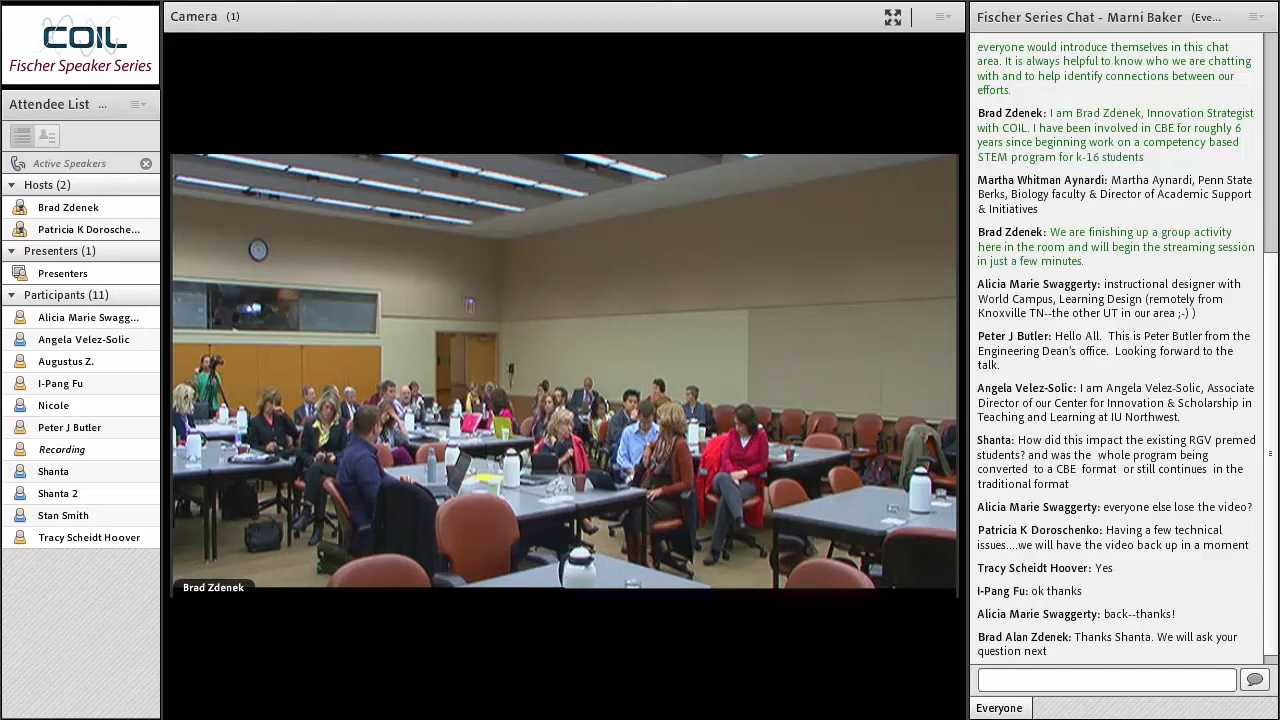 COIL
Fischer Speaker Series
Attendee List ...
Active Speakers
Hosts (2)
Brad Zdenek
Patricia K Dorosche...
Presenters (1)
Presenters
Participants (11)
Alicia Marie Swagg...
Angela Velez-Solic
Augustus Z.
I-Pang Fu
Nicole
Peter J Butler
Recording
Shanta
Shanta 2
Stan Smith
Tracy Scheidt Hoover
Camera (1)
Brad Zdenek
Fischer Series Chat - Marni Baker (Eve...
everyone would introduce themselves in this chat
area. It is always helpful to know who we are chatting
with and to help identify connections between our
efforts.
Brad Zdenek: I am Brad Zdenek, Innovation Strategist
with COIL. I have been involved in CBE for roughly 6
years since beginning work on a competency based
STEM program for k-16 students
Martha Whitman Aynardi: Martha Aynardi, Penn State
Berks, Biology faculty & Director of Academic Support
& Initiatives
Brad Zdenek: We are finishing up a group activity
here in the room and will begin the streaming session
in just a few minutes.
Alicia Marie Swaggerty: instructional designer with
World Campus, Learning Design (remotely from
Knoxville TN--the other UT in our area ;-) )
Peter J Butler: Hello All. This is Peter Butler from the
Engineering Dean's office. Looking forward to the
talk.
Angela Velez-Solic: I am Angela Velez-Solic, Associate
Director of our Center for Innovation & Scholarship in
Teaching and Learning at IU Northwest
Shanta: How did this impact the existing RGV premed
students? and was the whole program being
converted to a CBE format or still continues in the
traditional format
Alicia Marie Swaggerty: everyone else lose the video?
Patricia K Doroschenko: Having a few technical
issues...we will have the video back up in a moment
Tracy Scheidt Hoover: Yes
I-Pang Fu: ok thanks
Alicia Marie Swaggerty: back--thanks!
Brad Alan Zdenek: Thanks Shanta. We will ask your
question next
Everyone